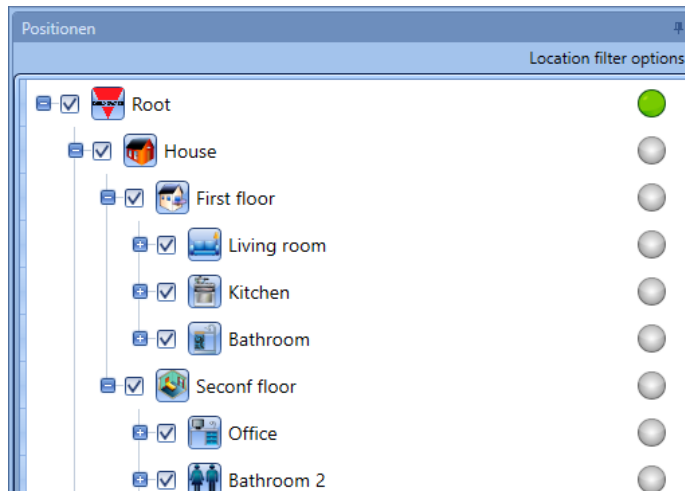 Positionen
Location filter options
Root
House
First floor
Living room
Kitchen
Bathroom
Seconf floor
Office
Bathroom 2